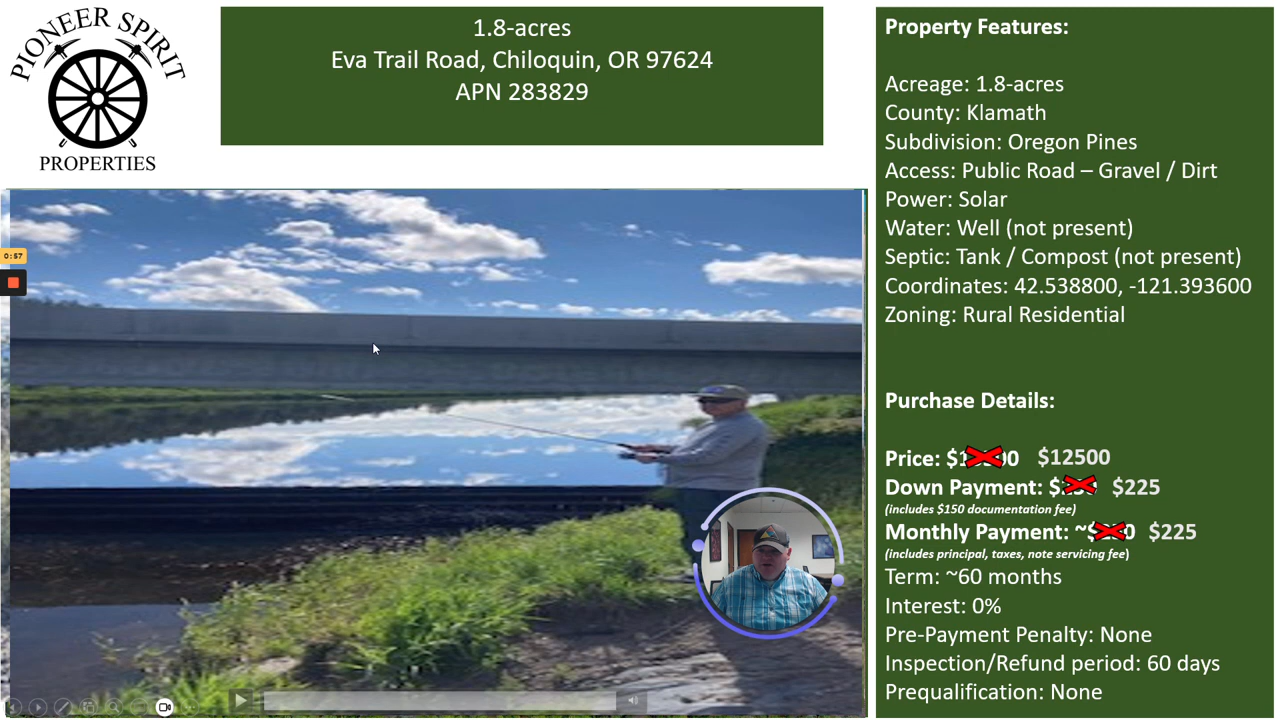 PIONEER SPIRIT
PROPERTIES
1.8-acres
Eva Trail Road, Chiloquin, OR 97624
APN 283829
0:57
Property Features:
Acreage: 1.8-acres
County: Klamath
Subdivision: Oregon Pines
Access: Public Road – Gravel / Dirt
Power: Solar
Water: Well (not present)
Septic: Tank / Compost (not present)
Coordinates: 42.538800, -121.393600
Zoning: Rural Residential
Purchase Details:
Price: $12500
Down Payment: $225
(includes $150 documentation fee)
Monthly Payment: $225
(includes principal, taxes, note servicing fee)
Term: ~60 months
Interest: 0%
Pre-Payment Penalty: None
Inspection/Refund period: 60 days
Prequalification: None